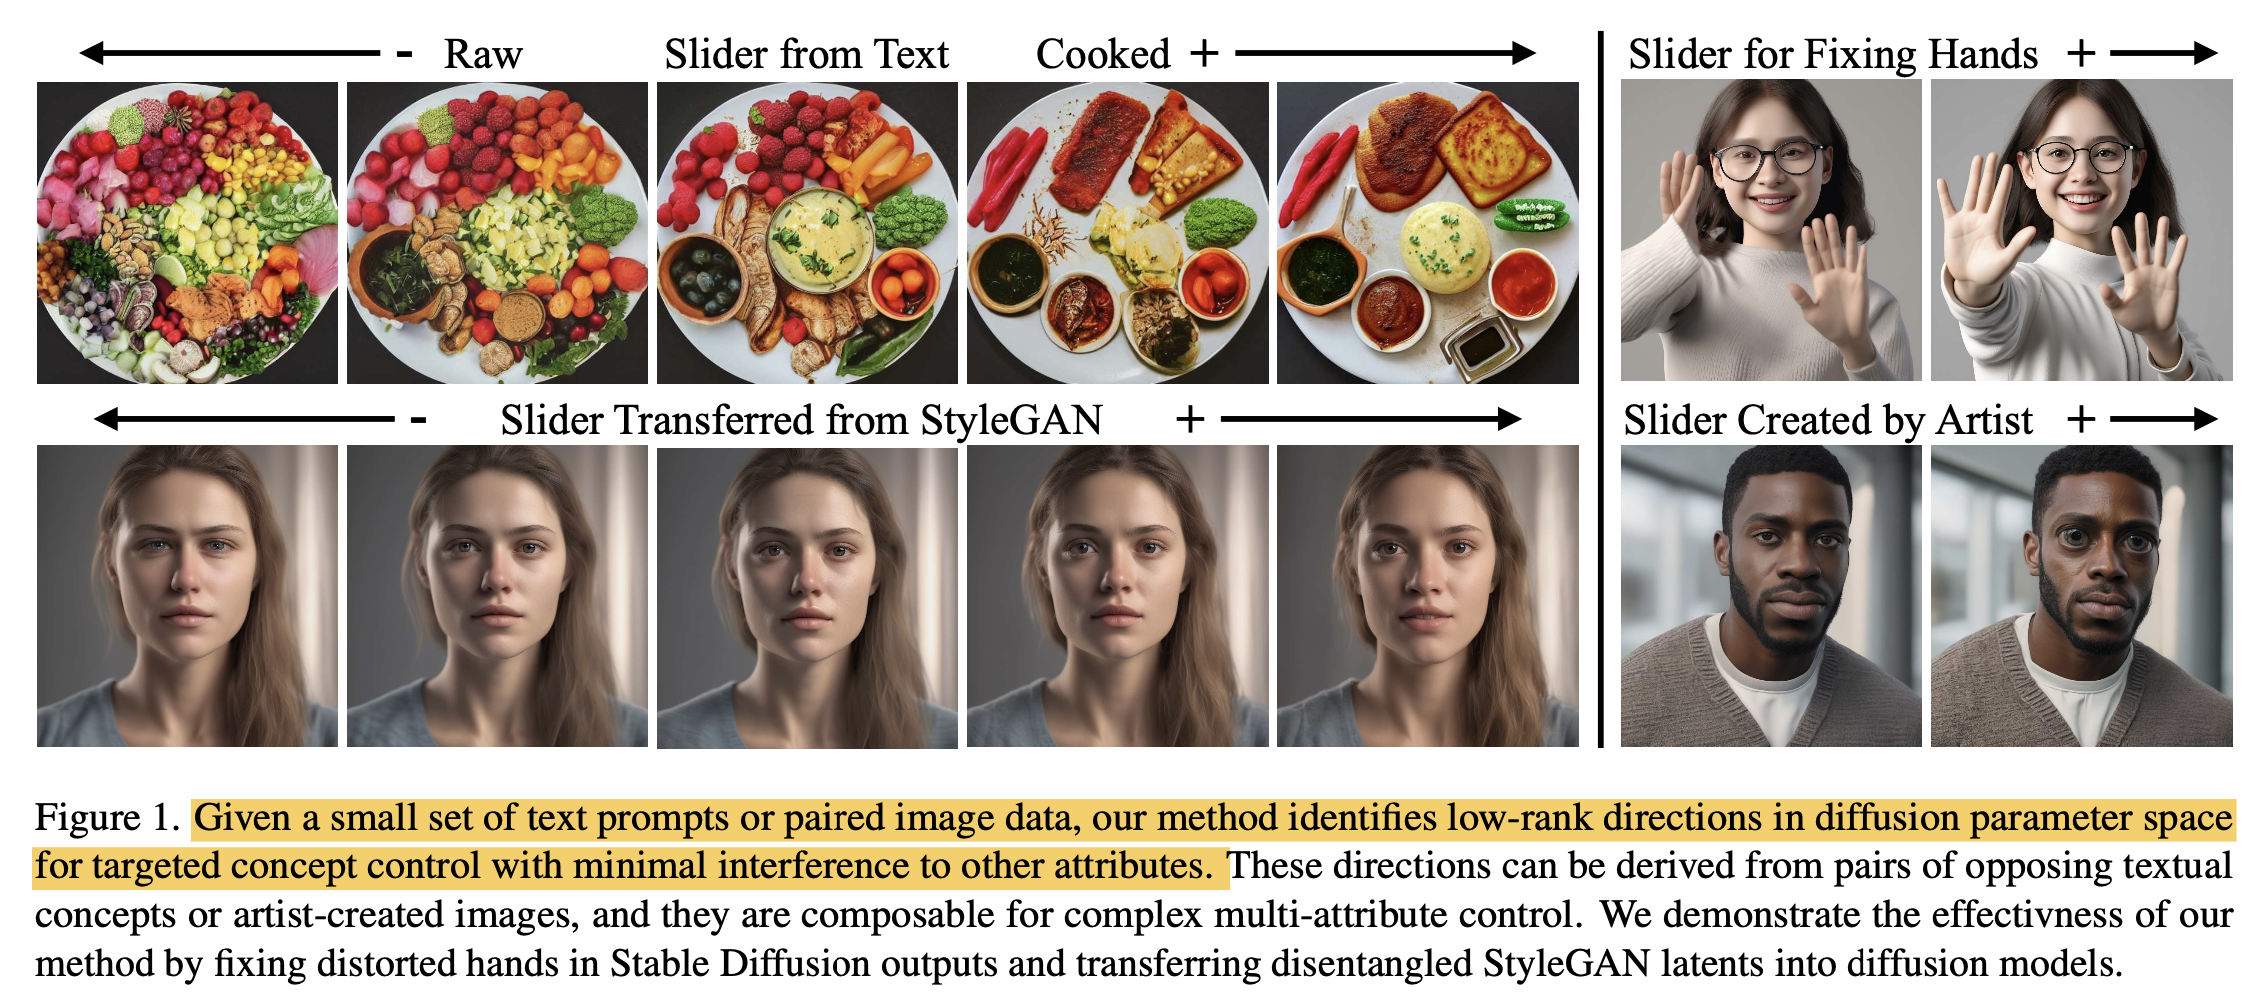 - Raw Slider from Text Cooked +
Slider for Fixing Hands +
- Slider Transferred from StyleGAN +
Slider Created by Artist +
Figure 1. Given a small set of text prompts or paired image data, our method identifies low-rank directions in diffusion parameter space
for targeted concept control with minimal interference to other attributes. These directions can be derived from pairs of opposing textual
concepts or artist-created images, and they are composable for complex multi-attribute control. We demonstrate the effectivness of our
method by fixing distorted hands in Stable Diffusion outputs and transferring disentangled StyleGAN latents into diffusion models.